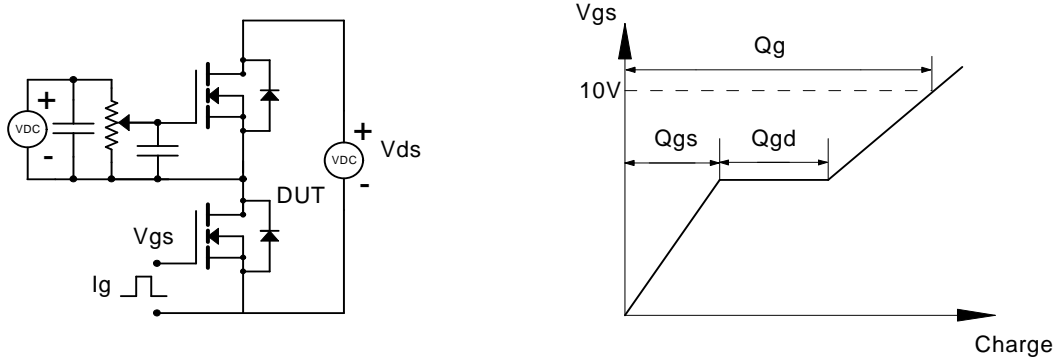 +
VDC
-
+
VDC
-
Vds
DUT
Vgs
Ig
Vgs
Qg
10V
Qgs
Qgd
Charge